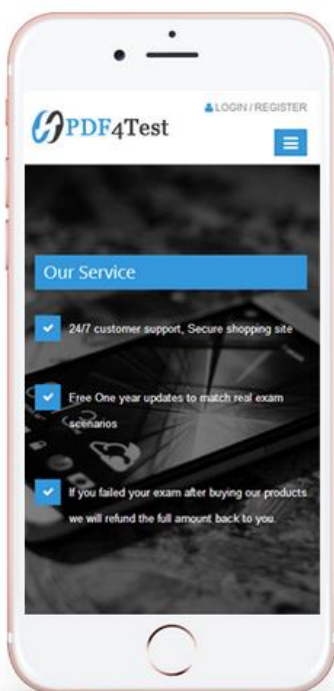 LOGIN / REGISTER
PDF4Test
Our Service
24/7 customer support, Secure shopping site
Free One year updates to match real exam
scenarios
If you failed your exam after buying our products
we will refund the full amount back to you.